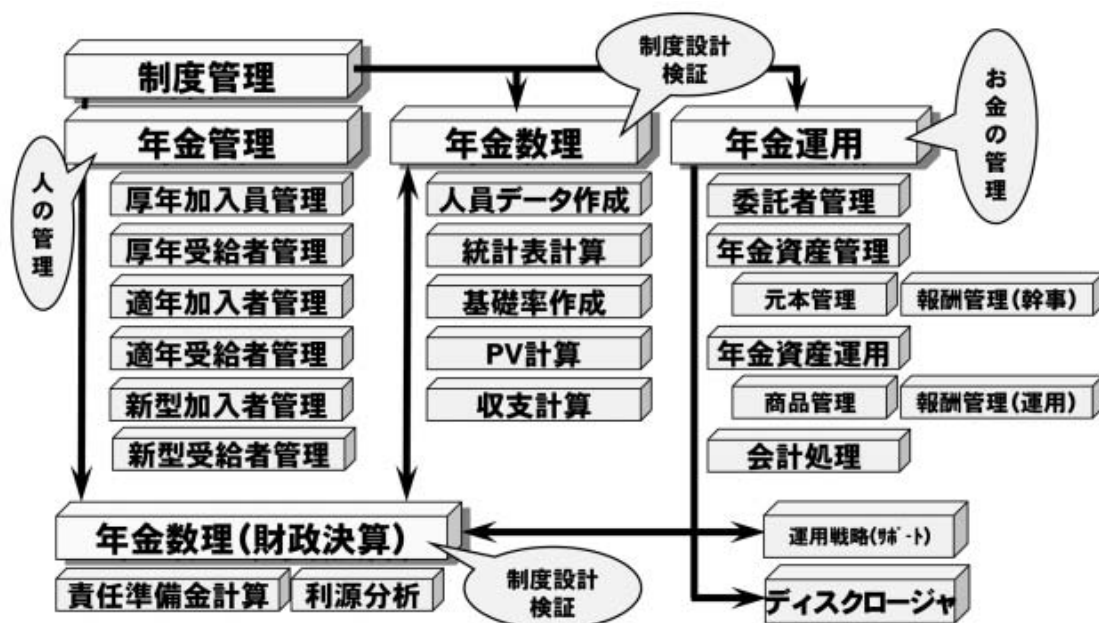 制度管理
制度設計
検証
お金の管理
年金管理
年金数理
年金運用
人の管理
厚年加入員管理
厚年受給者管理
適年加入者管理
適年受給者管理
新型加入者管理
新型受給者管理
人員データ作成
統計表計算
基礎率作成
PV計算
収支計算
委託者管理
年金資産管理
元本管理
報酬管理(幹事)
年金資産運用
商品管理
報酬管理(運用)
会計処理
年金数理(財政決算)
責任準備金計算
利源分析
制度設計
検証
運用戦略(ｻﾎﾟｰﾄ)
ディスクロージャ